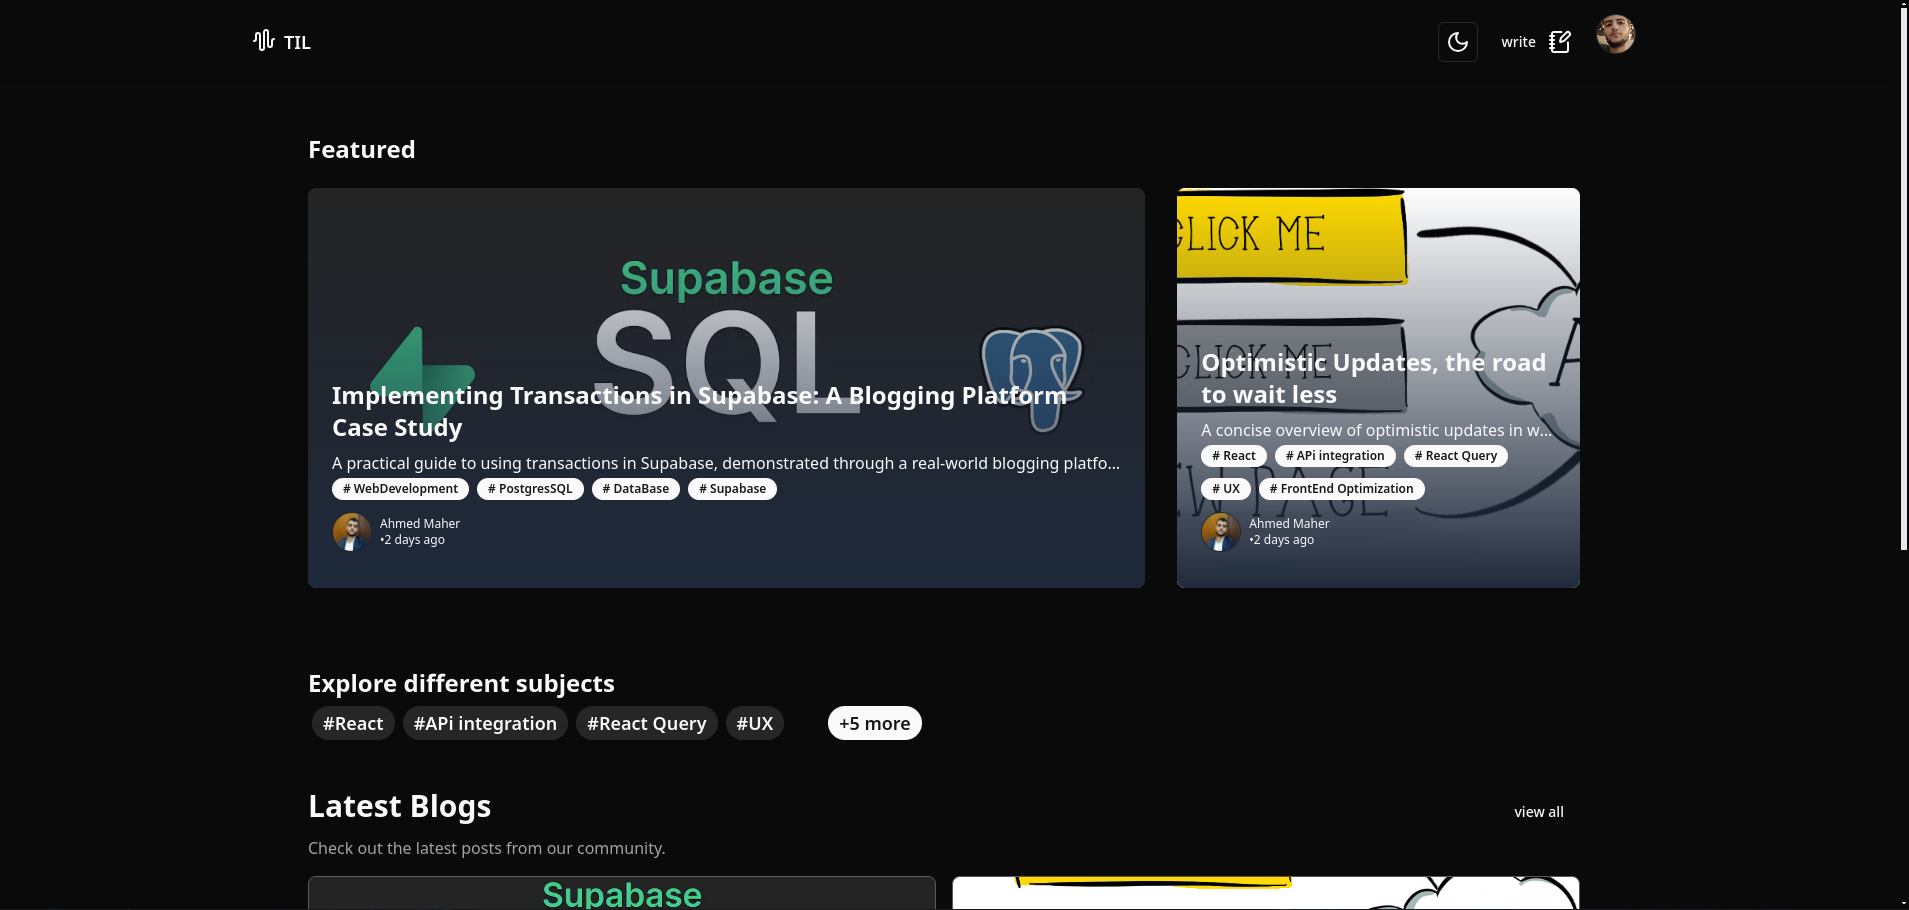 TIL
write
Featured
Supabase
SQL
Implementing Transactions in Supabase: A Blogging Platform
Case Study
A practical guide to using transactions in Supabase, demonstrated through a real-world blogging platfo...
# WebDevelopment # PostgresSQL # DataBase # Supabase
Ahmed Maher
•2 days ago
CLICK ME
CLICK ME
Optimistic Updates, the road
to wait less
A concise overview of optimistic updates in w...
# React # APi integration # React Query
# UX # FrontEnd Optimization
Ahmed Maher
•2 days ago
Explore different subjects
#React #APi integration #React Query #UX +5 more
Latest Blogs
view all
Check out the latest posts from our community.
Supabase